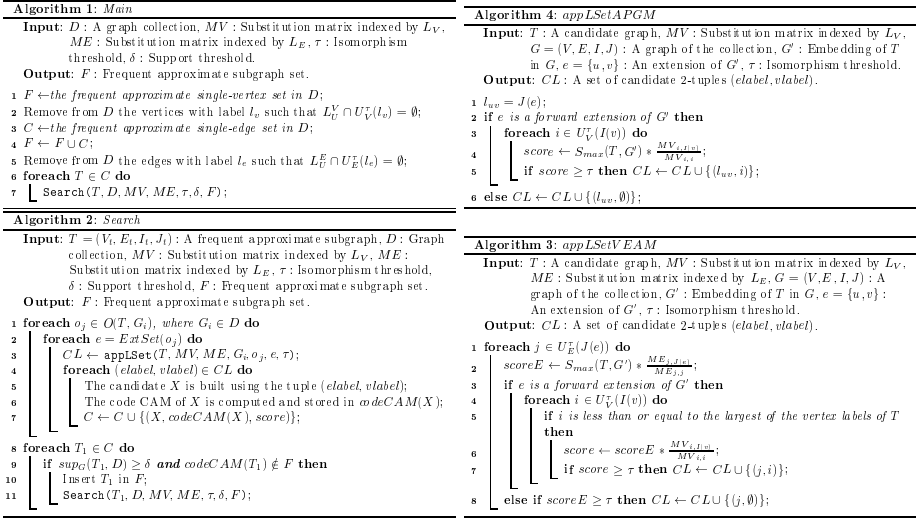 Algorithm 1: Main
Input: D : A graph collection, MV : Substitution matrix indexed by L_V,
ME : Substitution matrix indexed by L_E, τ : Isomorphism
threshold, δ : Support threshold.
Output: F : Frequent approximate subgraph set.
1 F ←the frequent approximate single-vertex set in D;
2 Remove from D the vertices with label l_v such that L_U^V ∩ U_V^τ(l_v) = ∅;
3 C ←the frequent approximate single-edge set in D;
4 F ← F ∪ C;
5 Remove from D the edges with label l_e such that L_U^E ∩ U_E^τ(l_e) = ∅;
6 foreach T ∈ C do
7 Search(T, D, MV, ME, τ, δ, F);
Algorithm 2: Search
Input: T = (V_t, E_t, I_t, J_t) : A frequent approximate subgraph, D : Graph
collection, MV : Substitution matrix indexed by L_V, ME :
Substitution matrix indexed by L_E, τ : Isomorphism threshold,
δ : Support threshold, F : Frequent approximate subgraph set.
Output: F : Frequent approximate subgraph set.
1 foreach o_j ∈ O(T, G_i), where G_i ∈ D do
2 foreach e = ExtSet(o_j) do
3 CL ← appLSet(T, MV, ME, G_i, o_j, e, τ);
4 foreach (elabel, vlabel) ∈ CL do
5 The candidate X is built using the tuple (elabel, vlabel);
6 The code CAM of X is computed and stored in codeCAM(X);
7 C ← C ∪ {(X, codeCAM(X), score)};
8 foreach T_1 ∈ C do
9 if sup_G(T_1, D) ≥ δ and codeCAM(T_1) ∉ F then
10 Insert T_1 in F;
11 Search(T_1, D, MV, ME, τ, δ, F);
Algorithm 4: appLSetAPGM
Input: T : A candidate graph, MV : Substitution matrix indexed by L_V,
G = (V, E, I, J) : A graph of the collection, G′ : Embedding of T
in G, e = {u, v} : An extension of G′, τ : Isomorphism threshold.
Output: CL : A set of candidate 2-tuples (elabel, vlabel).
1 l_uv = J(e);
2 if e is a forward extension of G′ then
3 foreach i ∈ U_V^τ(I(v)) do
4 score ← S_max(T, G′) * MV_{i,I(v)} / MV_{i,i};
5 if score ≥ τ then CL ← CL ∪ {(l_uv, i)};
6 else CL ← CL ∪ {(l_uv, ∅)};
Algorithm 3: appLSetVEAM
Input: T : A candidate graph, MV : Substitution matrix indexed by L_V,
ME : Substitution matrix indexed by L_E, G = (V, E, I, J) : A
graph of the collection, G′ : Embedding of T in G, e = {u, v} :
An extension of G′, τ : Isomorphism threshold.
Output: CL : A set of candidate 2-tuples (elabel, vlabel).
1 foreach j ∈ U_E^τ(J(e)) do
2 scoreE ← S_max(T, G′) * ME_{j,J(e)} / ME_{j,j};
3 if e is a forward extension of G′ then
4 foreach i ∈ U_V^τ(I(v)) do
5 if i is less than or equal to the largest of the vertex labels of T
then
6 score ← scoreE * MV_{i,I(v)} / MV_{i,i};
7 if score ≥ τ then CL ← CL ∪ {(j, i)};
8 else if scoreE ≥ τ then CL ← CL ∪ {(j, ∅)};